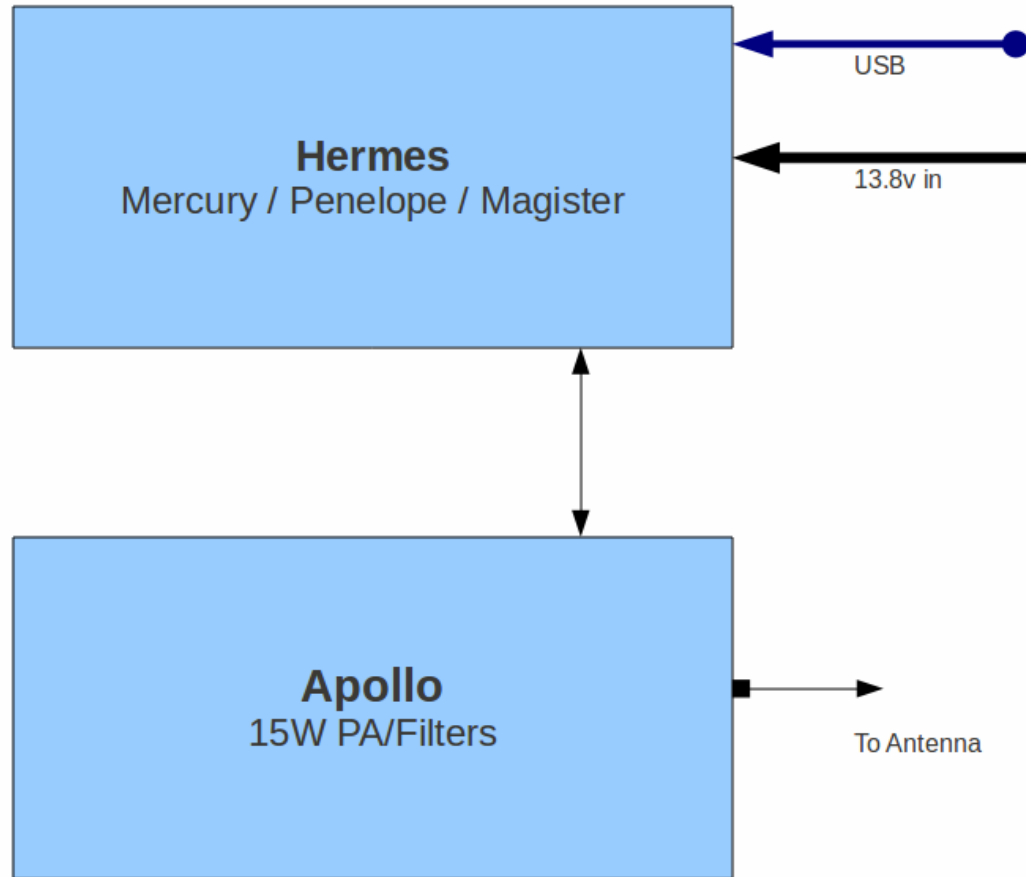 Hermes
Mercury / Penelope / Magister
USB
13.8v in
Apollo
15W PA/Filters
To Antenna